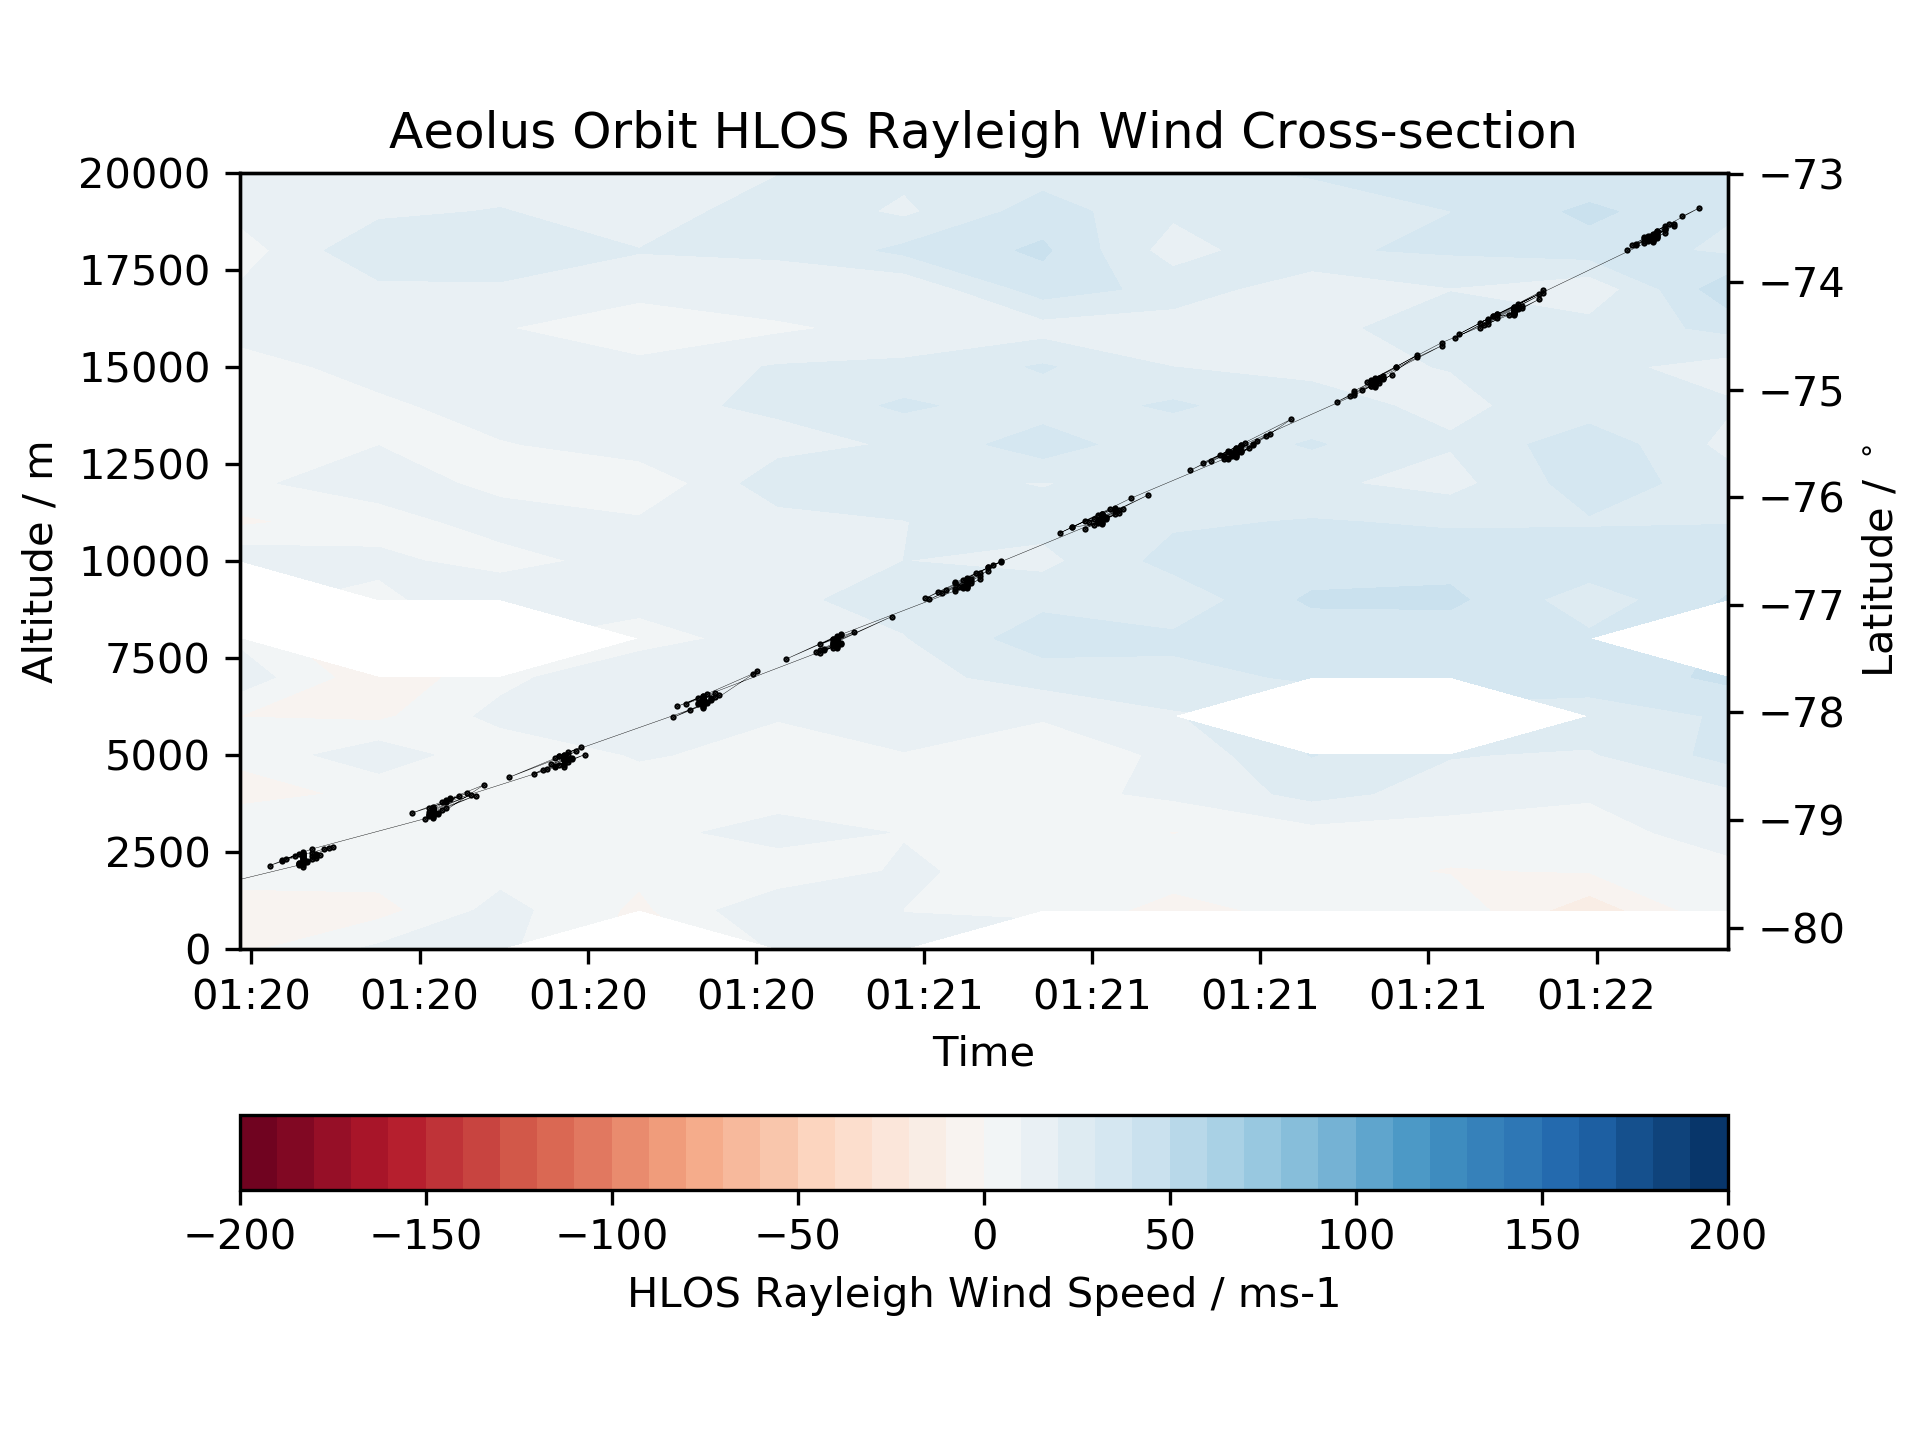 Aeolus Orbit HLOS Rayleigh Wind Cross-section
20000
17500
15000
12500
10000
7500
5000
2500
0
Altitude / m
−73
−74
−75
−76
−77
−78
−79
−80
Latitude / °
01:20 01:20 01:20 01:20 01:21 01:21 01:21 01:21 01:22
Time
−200 −150 −100 −50 0 50 100 150 200
HLOS Rayleigh Wind Speed / ms-1